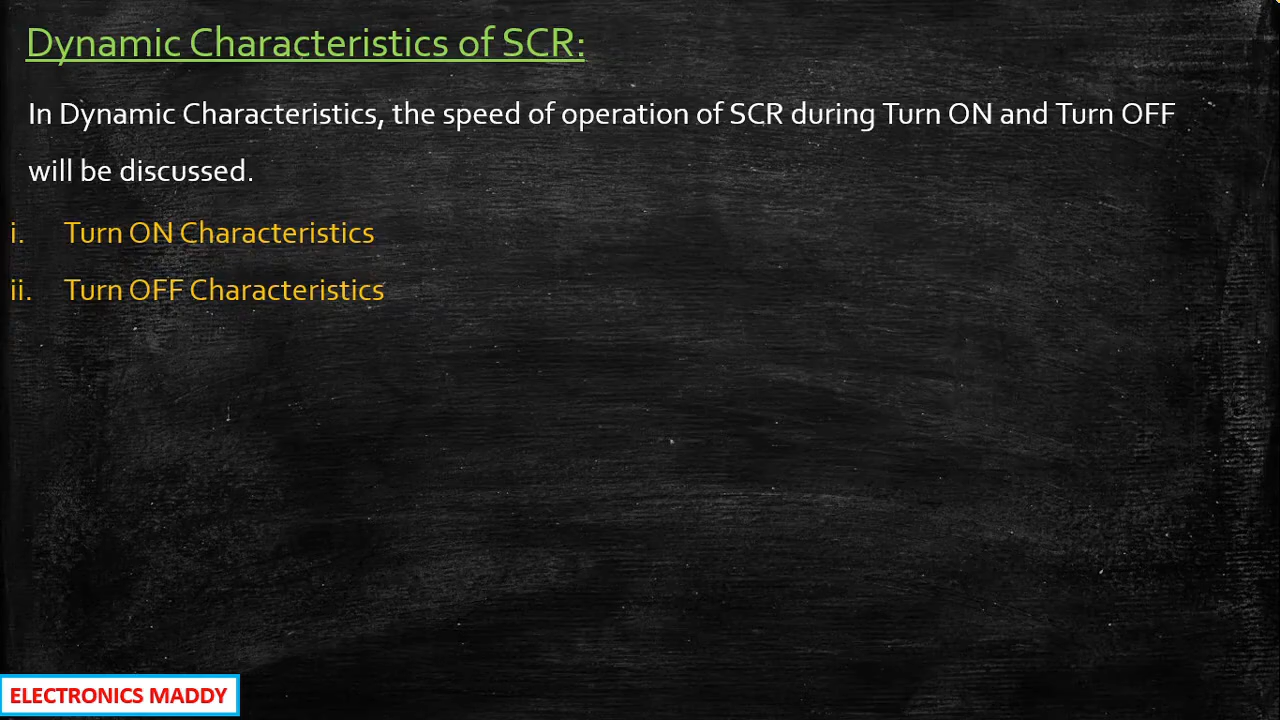 Dynamic Characteristics of SCR:
In Dynamic Characteristics, the speed of operation of SCR during Turn ON and Turn OFF
will be discussed.
i. Turn ON Characteristics
ii. Turn OFF Characteristics
ELECTRONICS MADDY